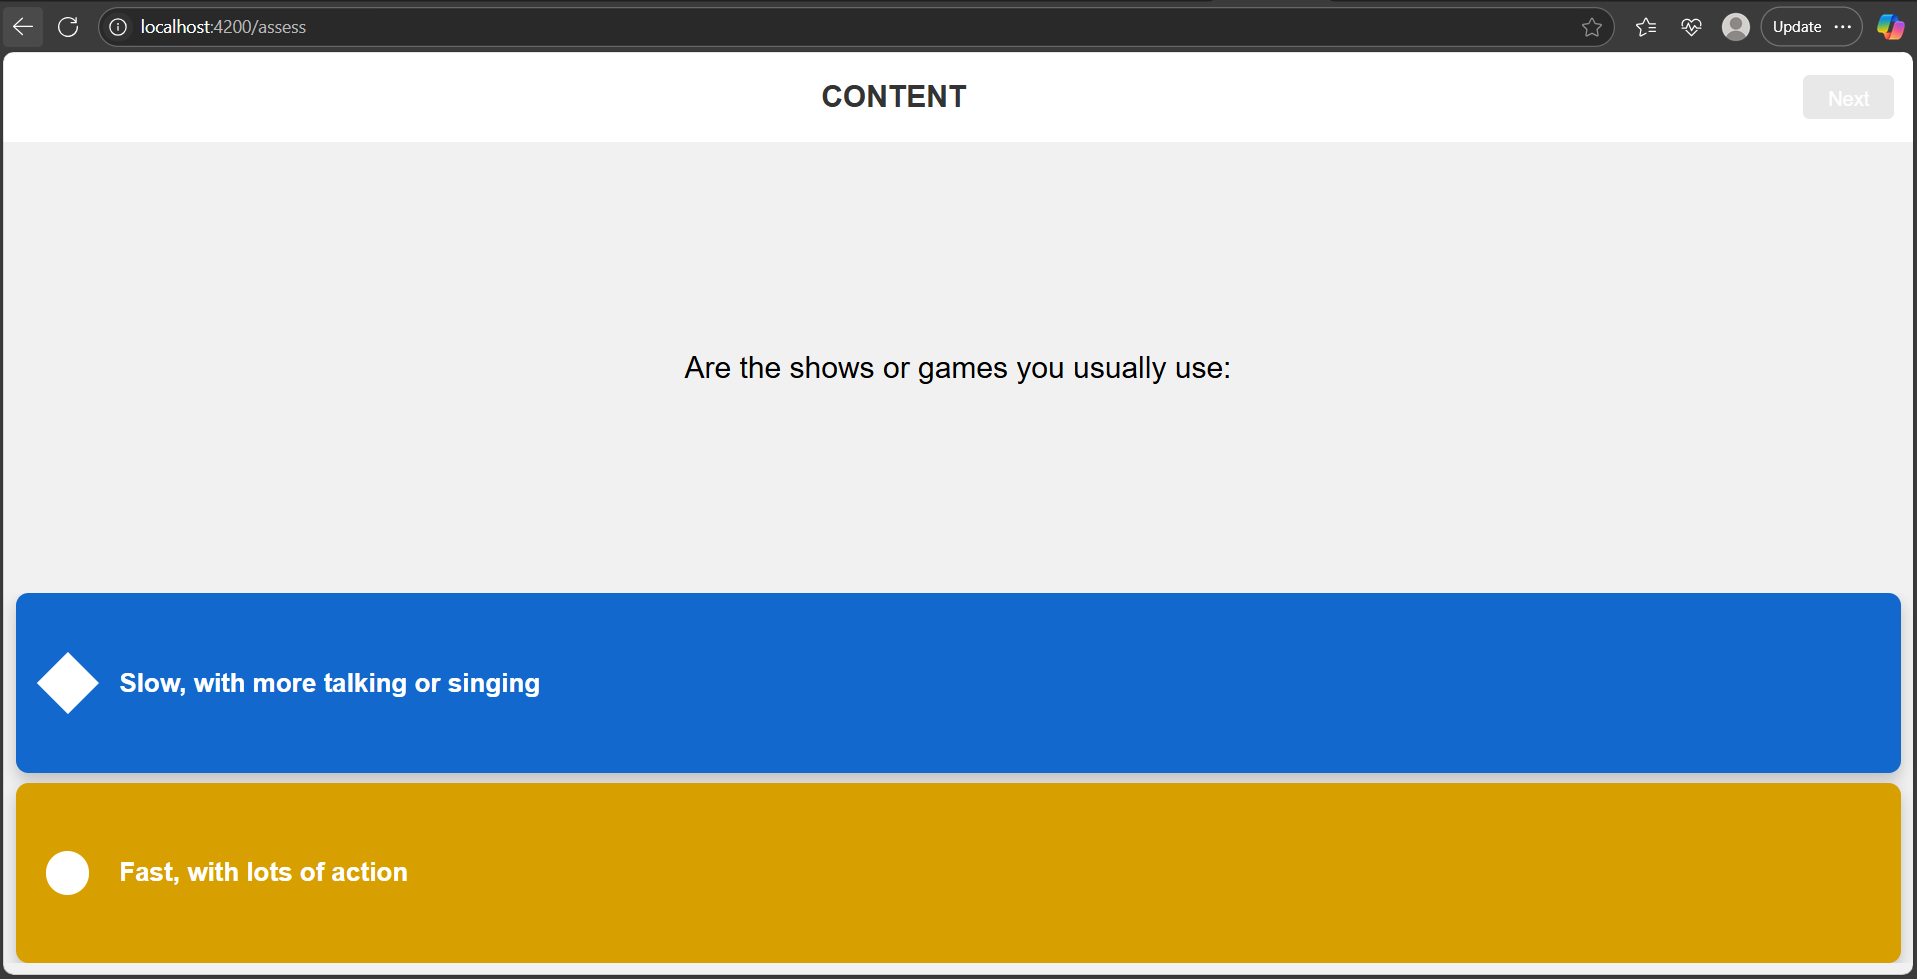 localhost:4200/assess
Update
CONTENT
Next
Are the shows or games you usually use:
Slow, with more talking or singing
Fast, with lots of action